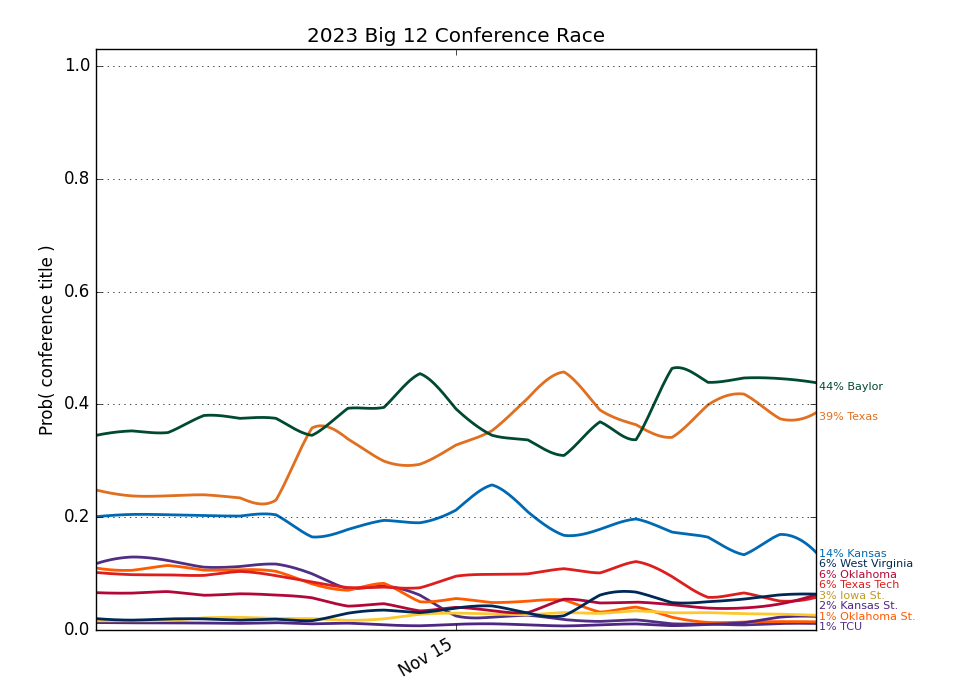 2023 Big 12 Conference Race
1.0
0.8
0.6
0.4
0.2
0.0
Prob( conference title )
Nov 15
44% Baylor
39% Texas
14% Kansas
6% West Virginia
6% Oklahoma
6% Texas Tech
3% Iowa St.
2% Kansas St.
1% Oklahoma St.
1% TCU